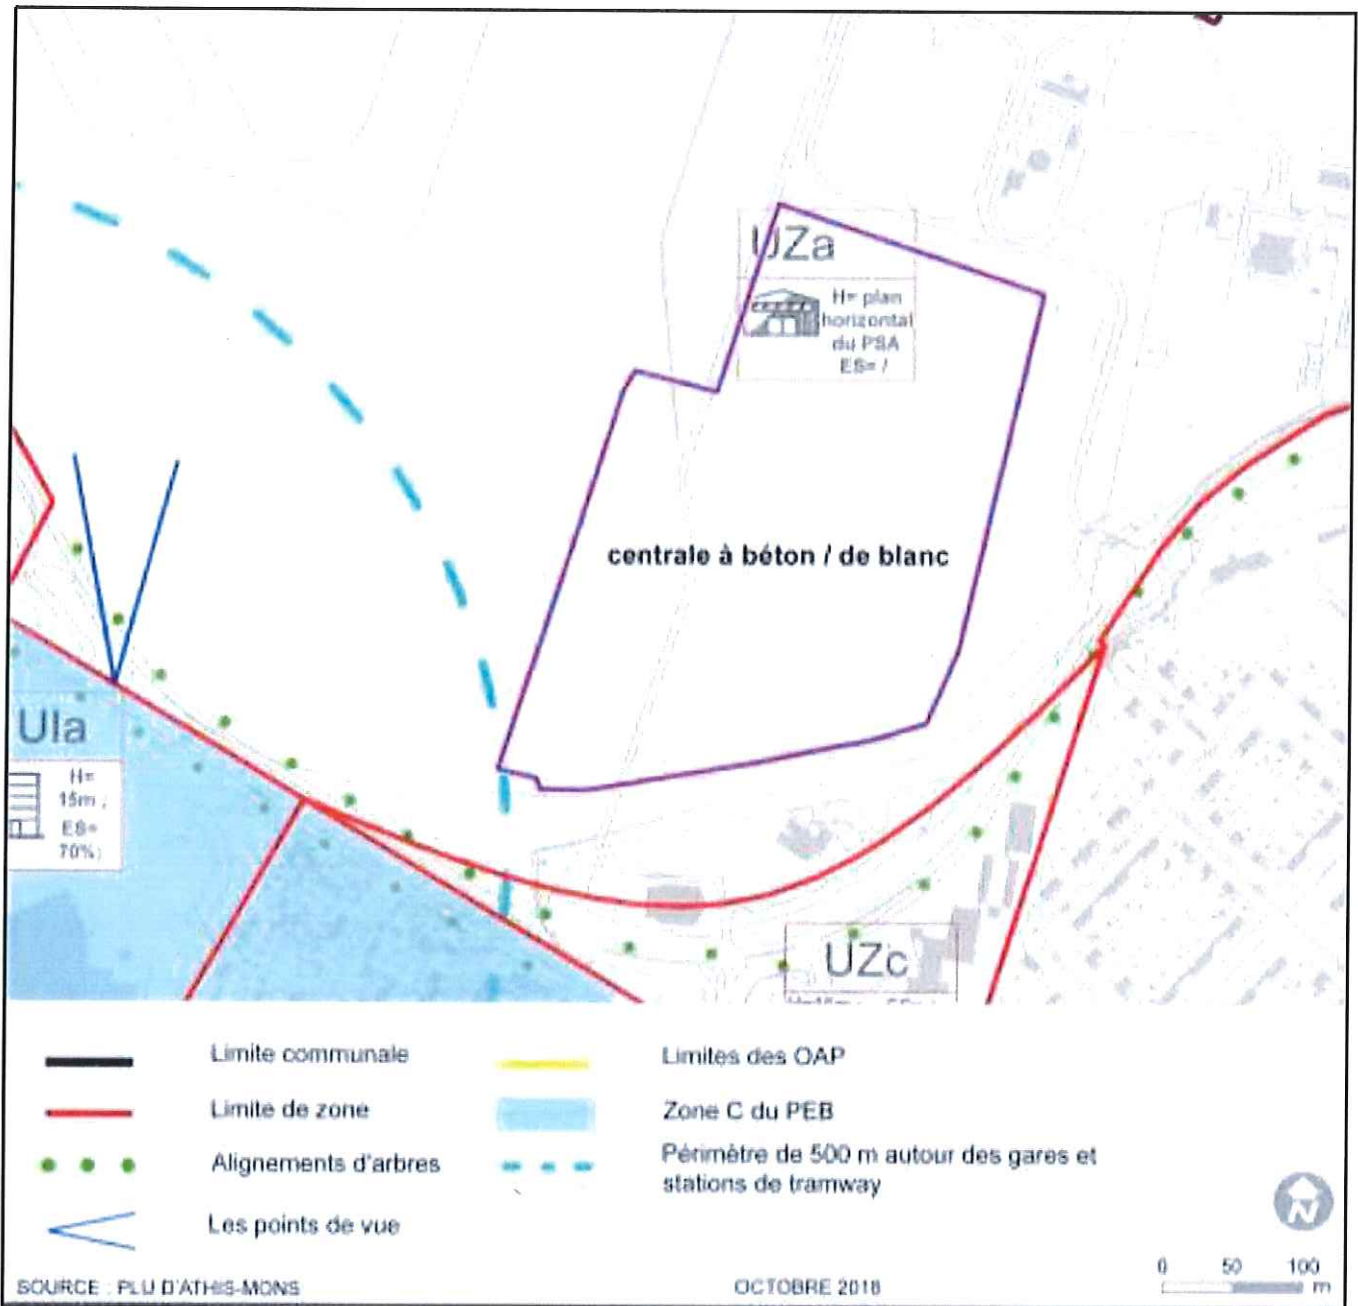 UZa
H= plan
horizontal
du PSA
ES= /
centrale à béton / de blanc
UIa
H=
15m ;
ES=
70%;
UZc
Limite communale
Limites des OAP
Limite de zone
Zone C du PEB
Alignements d'arbres
Périmètre de 500 m autour des gares et
stations de tramway
Les points de vue
N
0 50 100
m
SOURCE : PLU D'ATHIS-MONS
OCTOBRE 2018